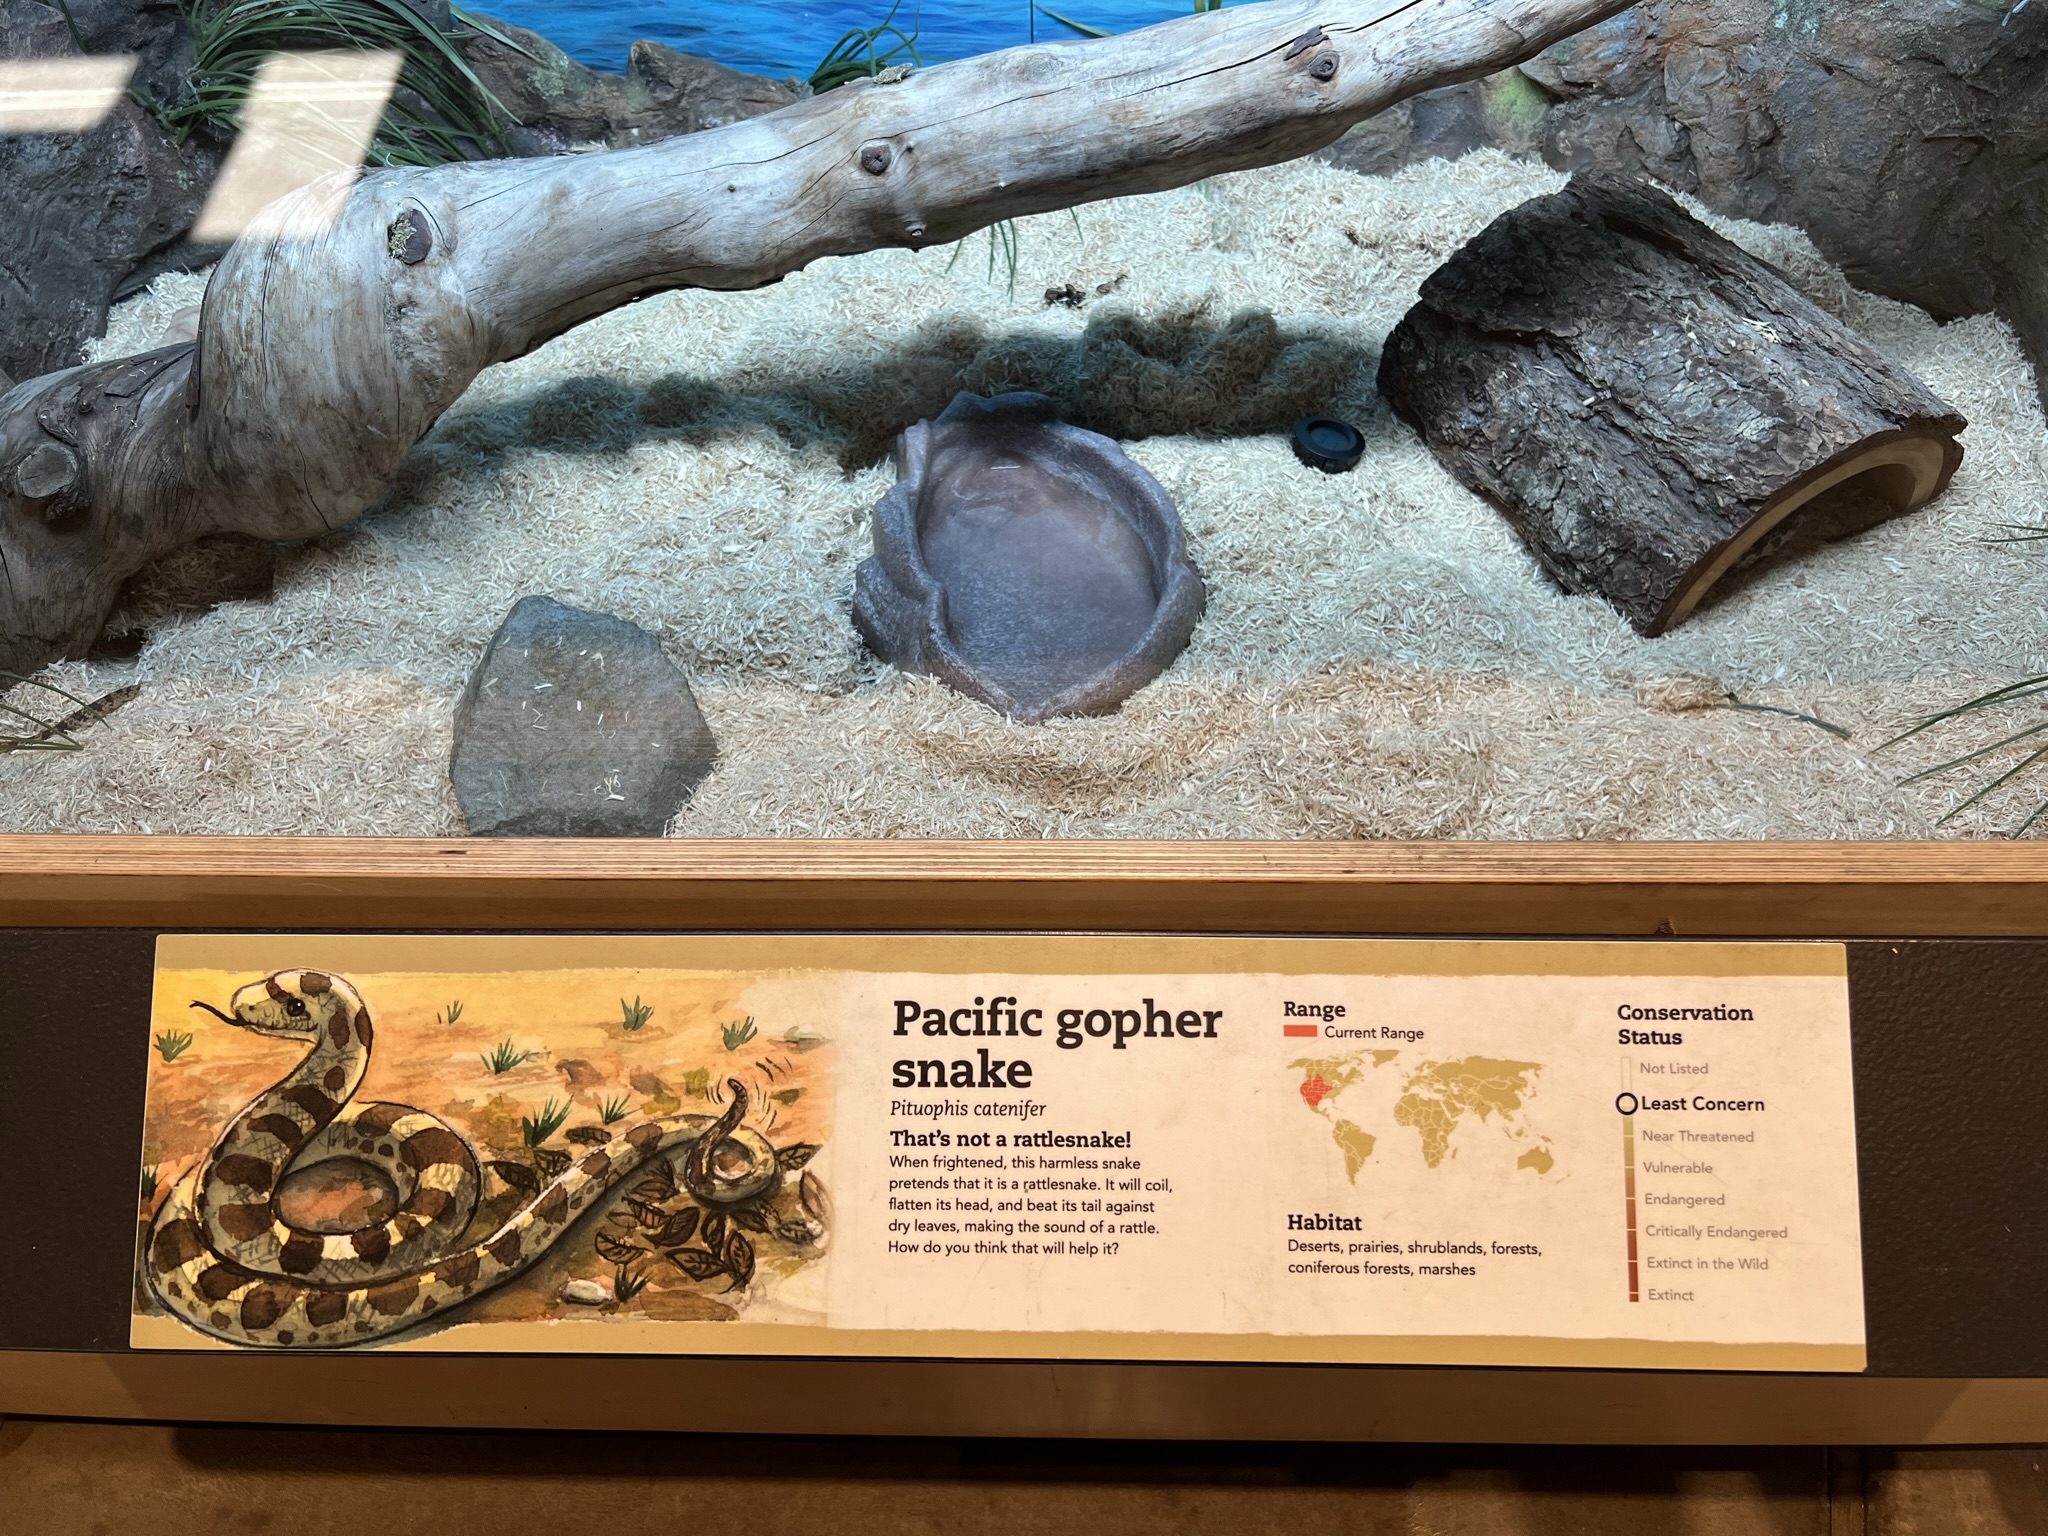 Pacific gopher
snake
Pituophis catenifer
That's not a rattlesnake!
When frightened, this harmless snake
pretends that it is a rattlesnake. It will coil,
flatten its head, and beat its tail against
dry leaves, making the sound of a rattle.
How do you think that will help it?
Range
Current Range
Habitat
Deserts, prairies, shrublands, forests,
coniferous forests, marshes
Conservation
Status
Not Listed
Least Concern
Near Threatened
Vulnerable
Endangered
Critically Endangered
Extinct in the Wild
Extinct